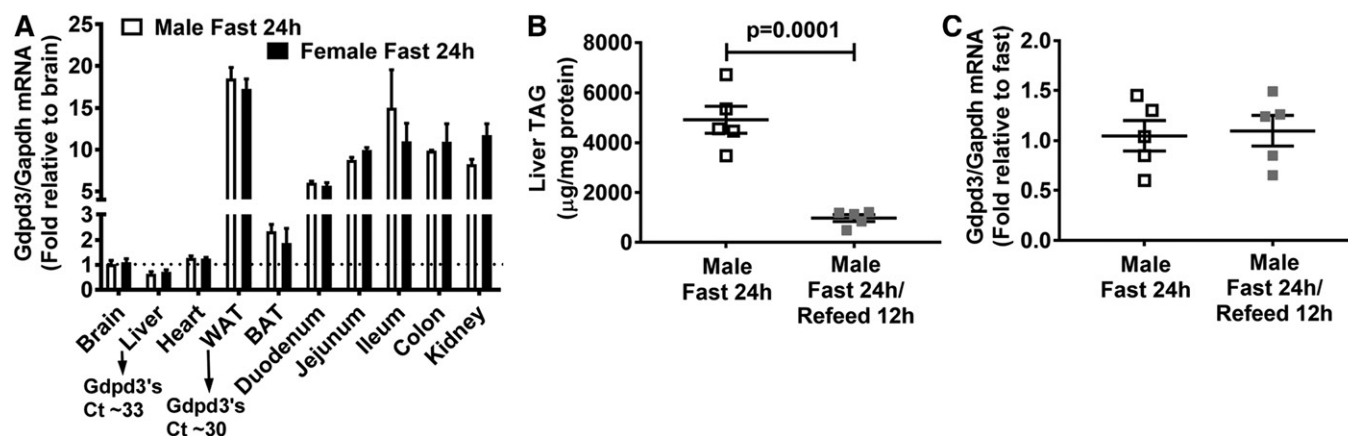 A
Gdpd3/Gapdh mRNA
(Fold relative to brain)
Male Fast 24h
Female Fast 24h
25
20
15
10
5
3
2
1
0
Brain
Liver
Heart
WAT
BAT
Duodenum
Jejunum
Ileum
Colon
Kidney
Gdpd3's
Ct ~33
Gdpd3's
Ct ~30
B
p=0.0001
Liver TAG
(µg/mg protein)
8000
6000
4000
2000
0
Male
Fast 24h
Male
Fast 24h/
Refeed 12h
C
Gdpd3/Gapdh mRNA
(Fold relative to fast)
2.0
1.5
1.0
0.5
0.0
Male
Fast 24h
Male
Fast 24h/
Refeed 12h